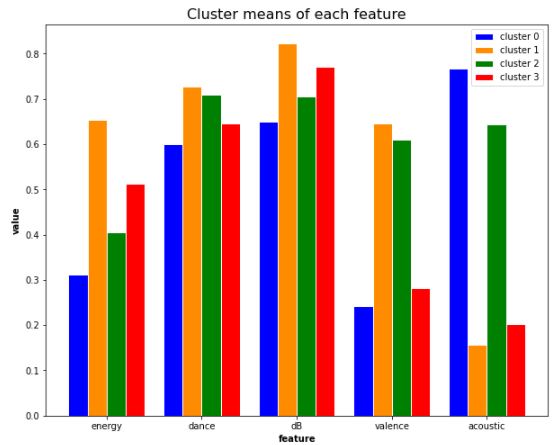 Cluster means of each feature
cluster 0
cluster 1
cluster 2
cluster 3
value
0.8
0.7
0.6
0.5
0.4
0.3
0.2
0.1
0.0
energy dance dB valence acoustic
feature